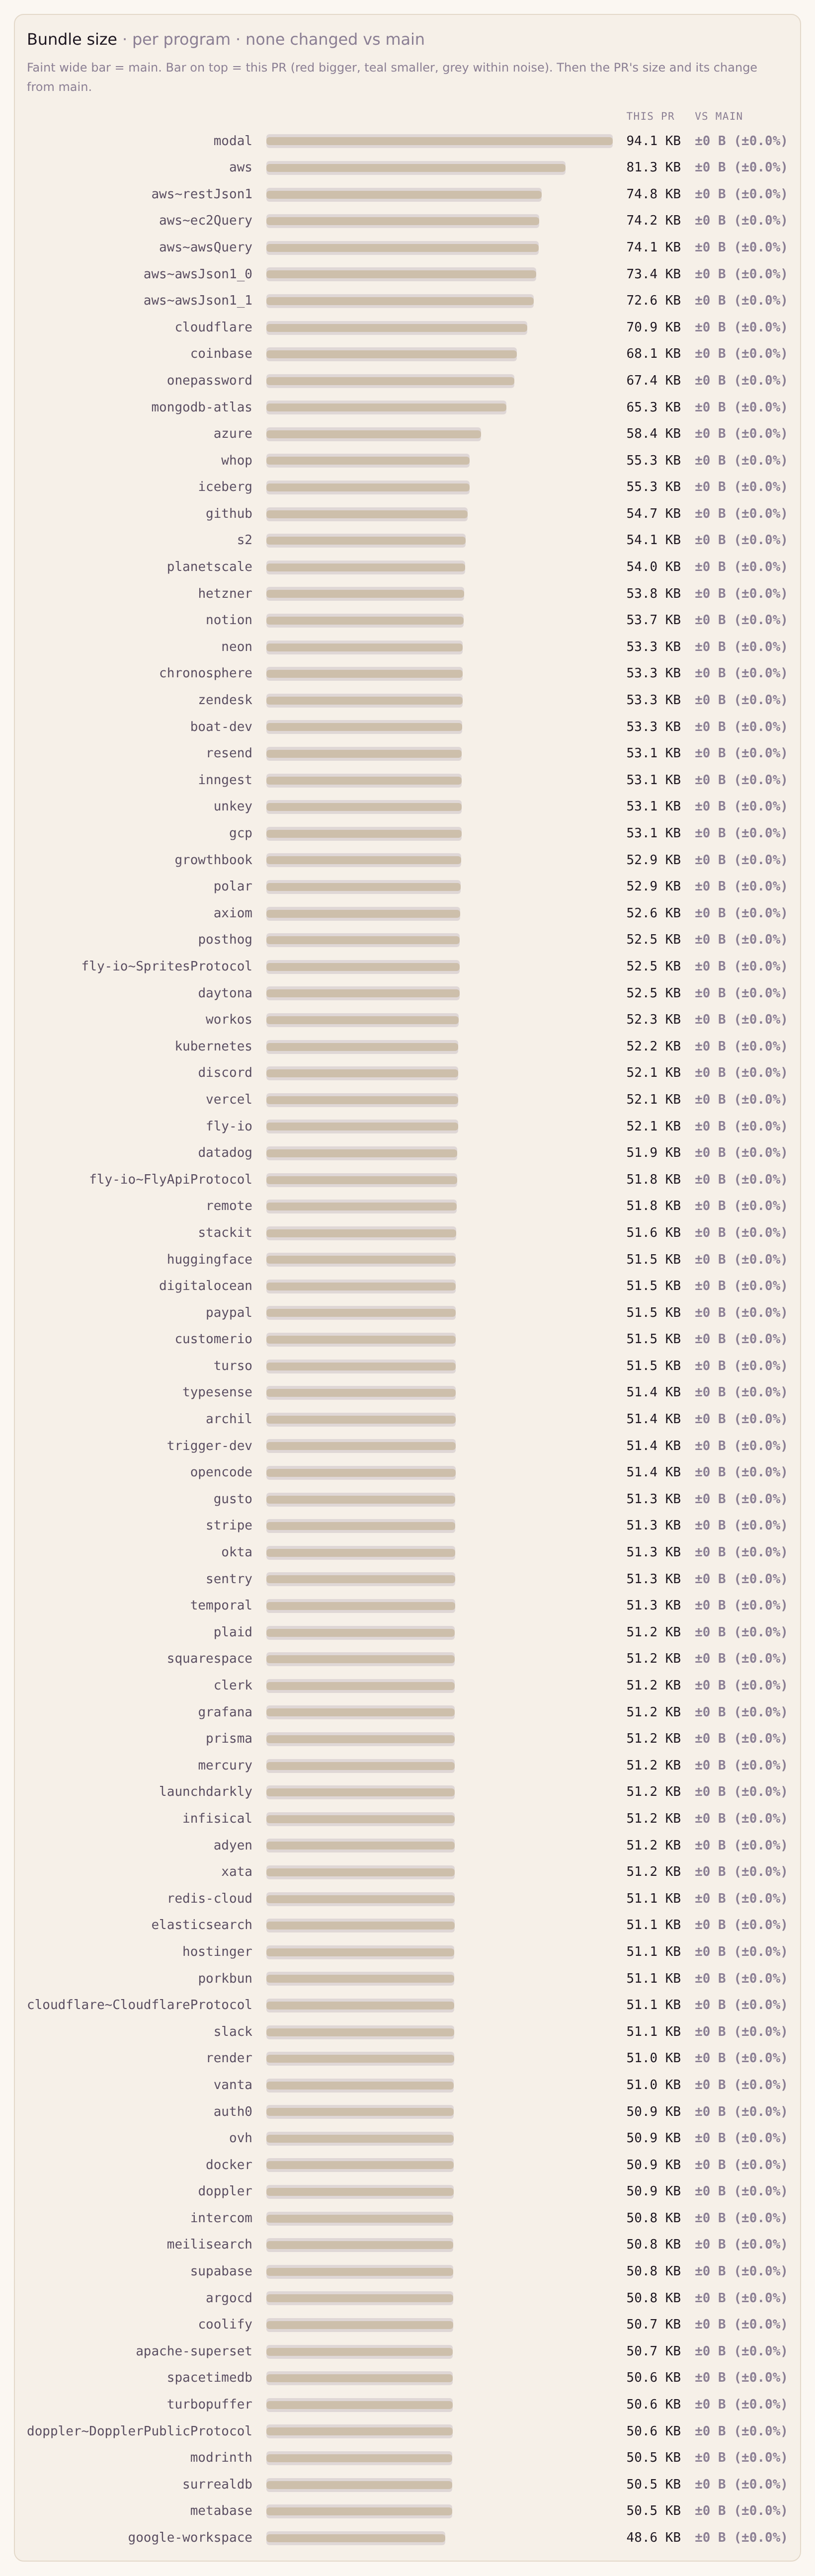 Bundle size · per program · none changed vs main
Faint wide bar = main. Bar on top = this PR (red bigger, teal smaller, grey within noise). Then the PR's size and its change
from main.
THIS PR VS MAIN
modal 94.1 KB ±0 B (±0.0%)
aws 81.3 KB ±0 B (±0.0%)
aws~restJson1 74.8 KB ±0 B (±0.0%)
aws~ec2Query 74.2 KB ±0 B (±0.0%)
aws~awsQuery 74.1 KB ±0 B (±0.0%)
aws~awsJson1_0 73.4 KB ±0 B (±0.0%)
aws~awsJson1_1 72.6 KB ±0 B (±0.0%)
cloudflare 70.9 KB ±0 B (±0.0%)
coinbase 68.1 KB ±0 B (±0.0%)
onepassword 67.4 KB ±0 B (±0.0%)
mongodb-atlas 65.3 KB ±0 B (±0.0%)
azure 58.4 KB ±0 B (±0.0%)
whop 55.3 KB ±0 B (±0.0%)
iceberg 55.3 KB ±0 B (±0.0%)
github 54.7 KB ±0 B (±0.0%)
s2 54.1 KB ±0 B (±0.0%)
planetscale 54.0 KB ±0 B (±0.0%)
hetzner 53.8 KB ±0 B (±0.0%)
notion 53.7 KB ±0 B (±0.0%)
neon 53.3 KB ±0 B (±0.0%)
chronosphere 53.3 KB ±0 B (±0.0%)
zendesk 53.3 KB ±0 B (±0.0%)
boat-dev 53.3 KB ±0 B (±0.0%)
resend 53.1 KB ±0 B (±0.0%)
inngest 53.1 KB ±0 B (±0.0%)
unkey 53.1 KB ±0 B (±0.0%)
gcp 53.1 KB ±0 B (±0.0%)
growthbook 52.9 KB ±0 B (±0.0%)
polar 52.9 KB ±0 B (±0.0%)
axiom 52.6 KB ±0 B (±0.0%)
posthog 52.5 KB ±0 B (±0.0%)
fly-io~SpritesProtocol 52.5 KB ±0 B (±0.0%)
daytona 52.5 KB ±0 B (±0.0%)
workos 52.3 KB ±0 B (±0.0%)
kubernetes 52.2 KB ±0 B (±0.0%)
discord 52.1 KB ±0 B (±0.0%)
vercel 52.1 KB ±0 B (±0.0%)
fly-io 52.1 KB ±0 B (±0.0%)
datadog 51.9 KB ±0 B (±0.0%)
fly-io~FlyApiProtocol 51.8 KB ±0 B (±0.0%)
remote 51.8 KB ±0 B (±0.0%)
stackit 51.6 KB ±0 B (±0.0%)
huggingface 51.5 KB ±0 B (±0.0%)
digitalocean 51.5 KB ±0 B (±0.0%)
paypal 51.5 KB ±0 B (±0.0%)
customerio 51.5 KB ±0 B (±0.0%)
turso 51.5 KB ±0 B (±0.0%)
typesense 51.4 KB ±0 B (±0.0%)
archil 51.4 KB ±0 B (±0.0%)
trigger-dev 51.4 KB ±0 B (±0.0%)
opencode 51.4 KB ±0 B (±0.0%)
gusto 51.3 KB ±0 B (±0.0%)
stripe 51.3 KB ±0 B (±0.0%)
okta 51.3 KB ±0 B (±0.0%)
sentry 51.3 KB ±0 B (±0.0%)
temporal 51.3 KB ±0 B (±0.0%)
plaid 51.2 KB ±0 B (±0.0%)
squarespace 51.2 KB ±0 B (±0.0%)
clerk 51.2 KB ±0 B (±0.0%)
grafana 51.2 KB ±0 B (±0.0%)
prisma 51.2 KB ±0 B (±0.0%)
mercury 51.2 KB ±0 B (±0.0%)
launchdarkly 51.2 KB ±0 B (±0.0%)
infisical 51.2 KB ±0 B (±0.0%)
adyen 51.2 KB ±0 B (±0.0%)
xata 51.2 KB ±0 B (±0.0%)
redis-cloud 51.1 KB ±0 B (±0.0%)
elasticsearch 51.1 KB ±0 B (±0.0%)
hostinger 51.1 KB ±0 B (±0.0%)
porkbun 51.1 KB ±0 B (±0.0%)
cloudflare~CloudflareProtocol 51.1 KB ±0 B (±0.0%)
slack 51.1 KB ±0 B (±0.0%)
render 51.0 KB ±0 B (±0.0%)
vanta 51.0 KB ±0 B (±0.0%)
auth0 50.9 KB ±0 B (±0.0%)
ovh 50.9 KB ±0 B (±0.0%)
docker 50.9 KB ±0 B (±0.0%)
doppler 50.9 KB ±0 B (±0.0%)
intercom 50.8 KB ±0 B (±0.0%)
meilisearch 50.8 KB ±0 B (±0.0%)
supabase 50.8 KB ±0 B (±0.0%)
argocd 50.8 KB ±0 B (±0.0%)
coolify 50.7 KB ±0 B (±0.0%)
apache-superset 50.7 KB ±0 B (±0.0%)
spacetimedb 50.6 KB ±0 B (±0.0%)
turbopuffer 50.6 KB ±0 B (±0.0%)
doppler~DopplerPublicProtocol 50.6 KB ±0 B (±0.0%)
modrinth 50.5 KB ±0 B (±0.0%)
surrealdb 50.5 KB ±0 B (±0.0%)
metabase 50.5 KB ±0 B (±0.0%)
google-workspace 48.6 KB ±0 B (±0.0%)